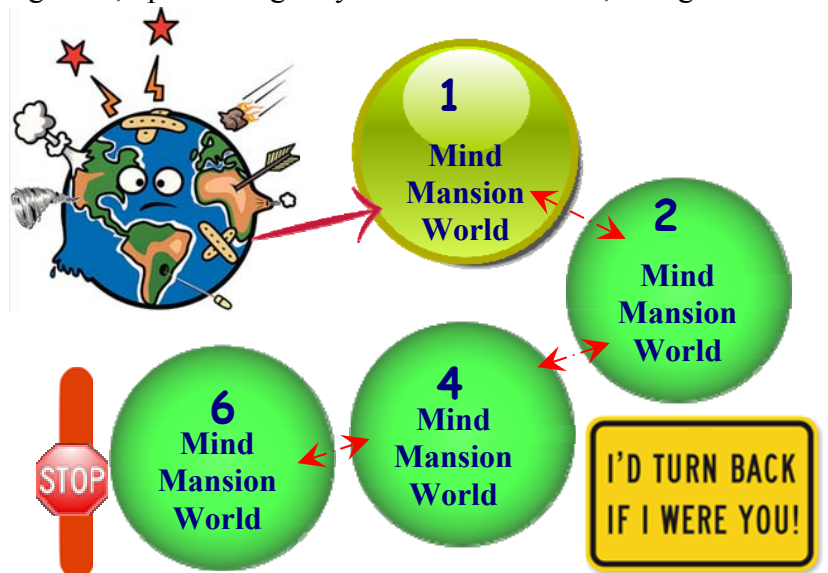 1
Mind
Mansion
World
2
Mind
Mansion
World
4
Mind
Mansion
World
6
Mind
Mansion
World
STOP
I'D TURN BACK
IF I WERE YOU!